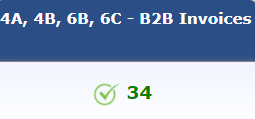 4A, 4B, 6B, 6C - B2B Invoices
34